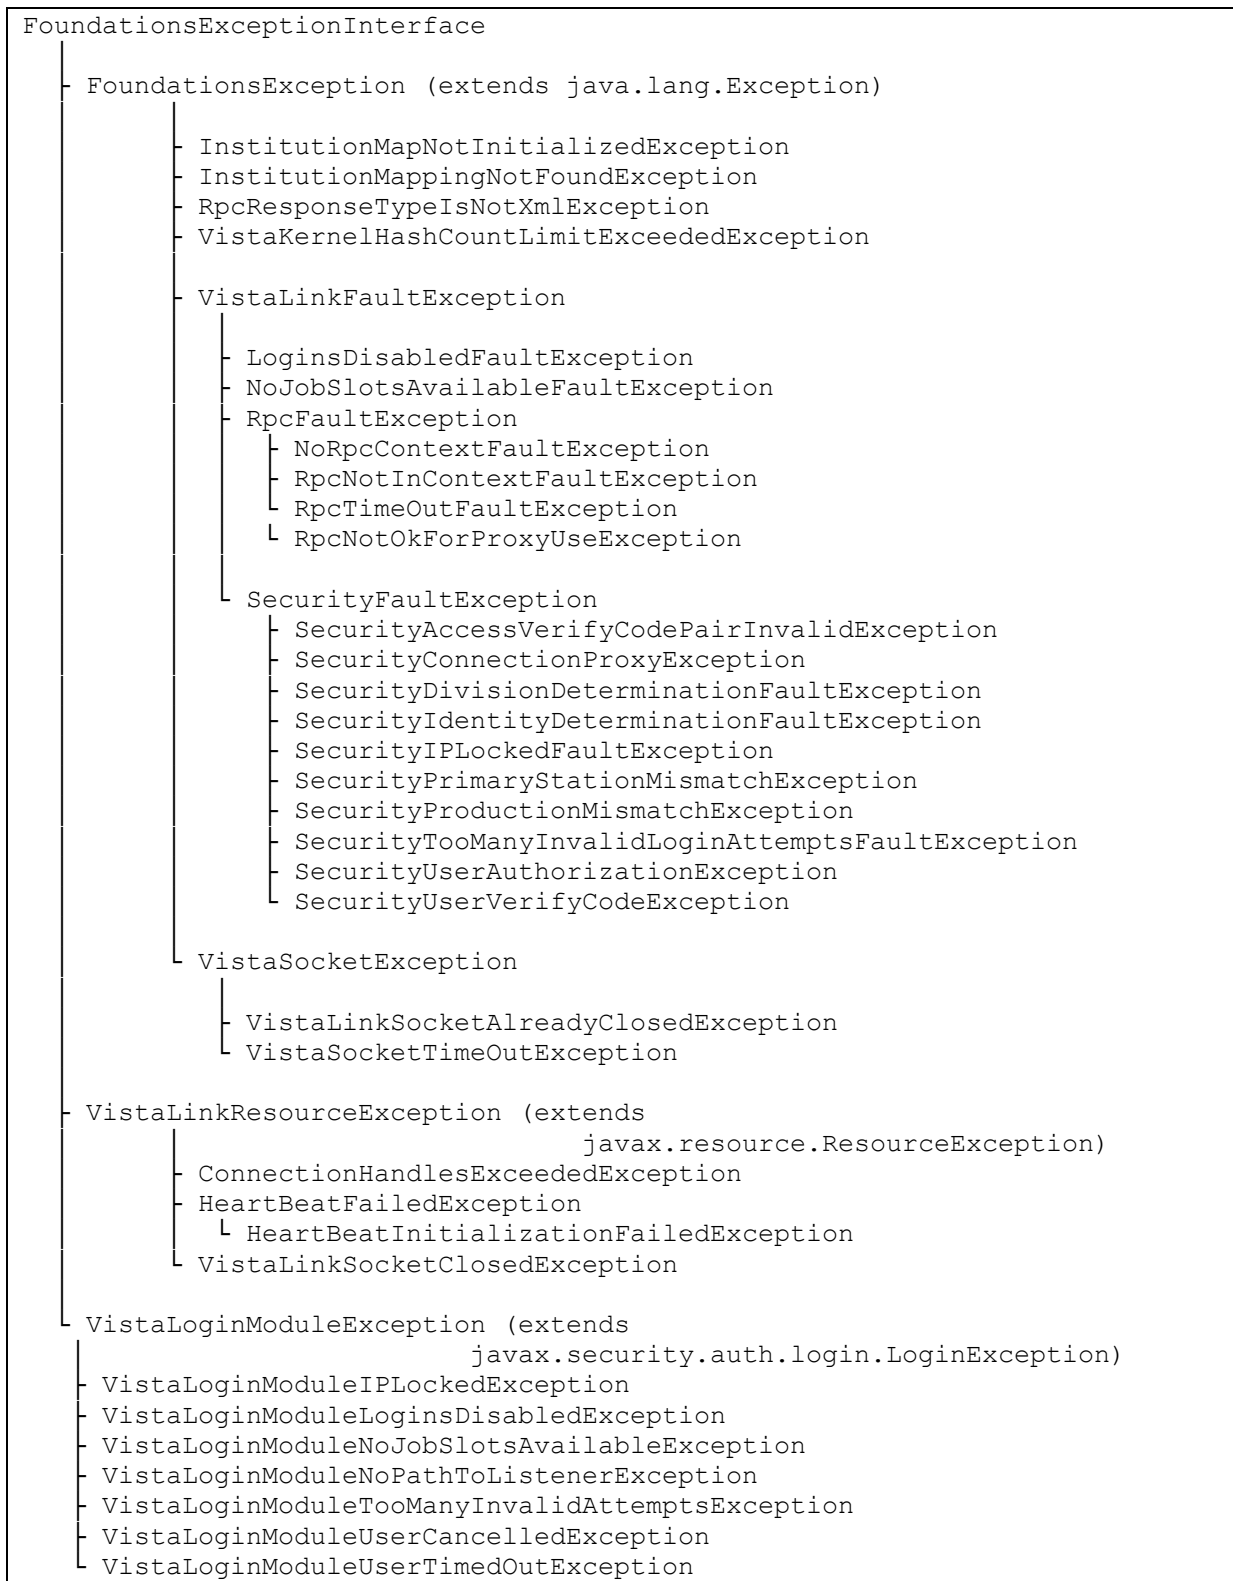 FoundationsExceptionInterface
FoundationsException (extends java.lang.Exception)
InstitutionMapNotInitializedException
InstitutionMappingNotFoundException
RpcResponseTypeIsNotXmlException
VistaKernelHashCountLimitExceededException
VistaLinkFaultException
LoginsDisabledFaultException
NoJobSlotsAvailableFaultException
RpcFaultException
NoRpcContextFaultException
RpcNotInContextFaultException
RpcTimeOutFaultException
RpcNotOkForProxyUseException
SecurityFaultException
SecurityAccessVerifyCodePairInvalidException
SecurityConnectionProxyException
SecurityDivisionDeterminationFaultException
SecurityIdentityDeterminationFaultException
SecurityIPLockedFaultException
SecurityPrimaryStationMismatchException
SecurityProductionMismatchException
SecurityTooManyInvalidLoginAttemptsFaultException
SecurityUserAuthorizationException
SecurityUserVerifyCodeException
VistaSocketException
VistaLinkSocketAlreadyClosedException
VistaSocketTimeOutException
VistaLinkResourceException (extends
javax.resource.ResourceException)
ConnectionHandlesExceededException
HeartBeatFailedException
HeartBeatInitializationFailedException
VistaLinkSocketClosedException
VistaLoginModuleException (extends
javax.security.auth.login.LoginException)
VistaLoginModuleIPLockedException
VistaLoginModuleLoginsDisabledException
VistaLoginModuleNoJobSlotsAvailableException
VistaLoginModuleNoPathToListenerException
VistaLoginModuleTooManyInvalidAttemptsException
VistaLoginModuleUserCancelledException
VistaLoginModuleUserTimedOutException